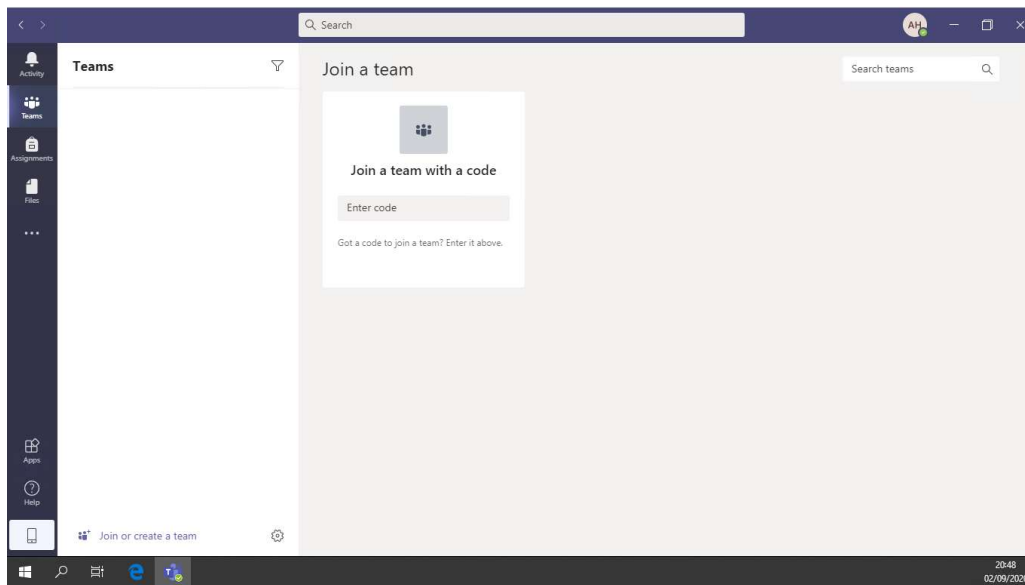 Search
AH
Activity
Teams
Assignments
Files
Apps
Help
Teams
Join or create a team
Join a team
Search teams
Join a team with a code
Enter code
Got a code to join a team? Enter it above.
20:48